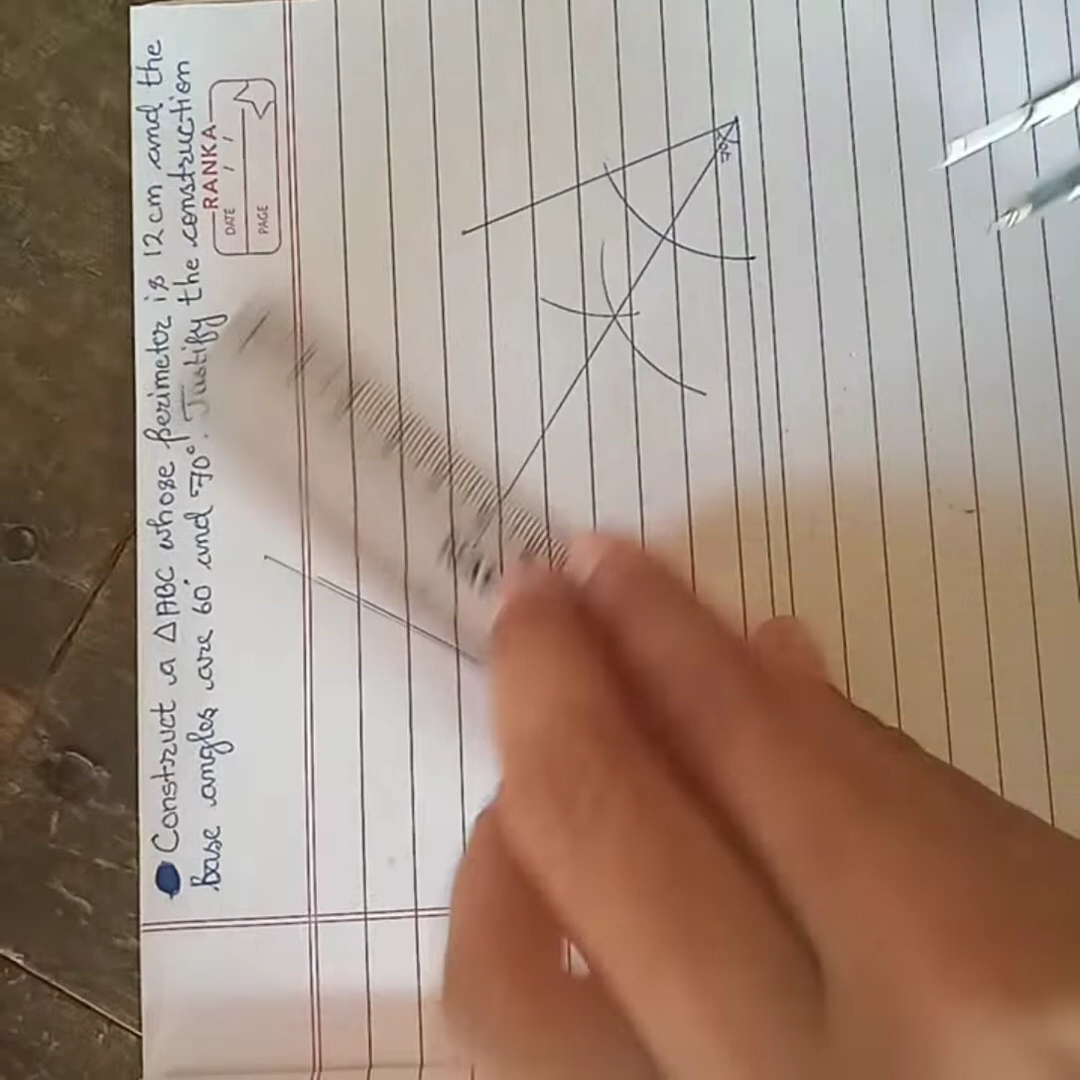 Construct a ΔABC whose perimeter is 12 cm and the
base angles are 60° and 70°. Justify the construction
RANKA
DATE / /
PAGE
70°